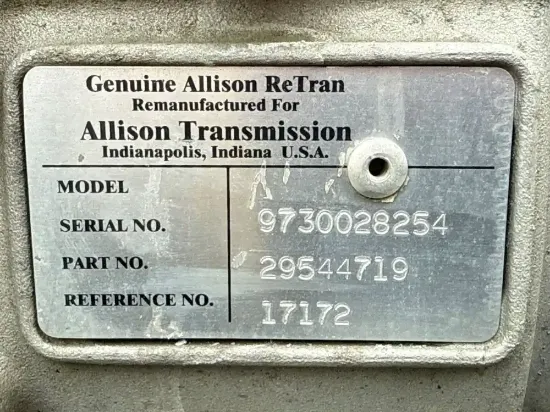 Genuine Allison ReTran
Remanufactured For
Allison Transmission
Indianapolis, Indiana U.S.A.
MODEL
SERIAL NO. 9730028254
PART NO. 29544719
REFERENCE NO. 17172